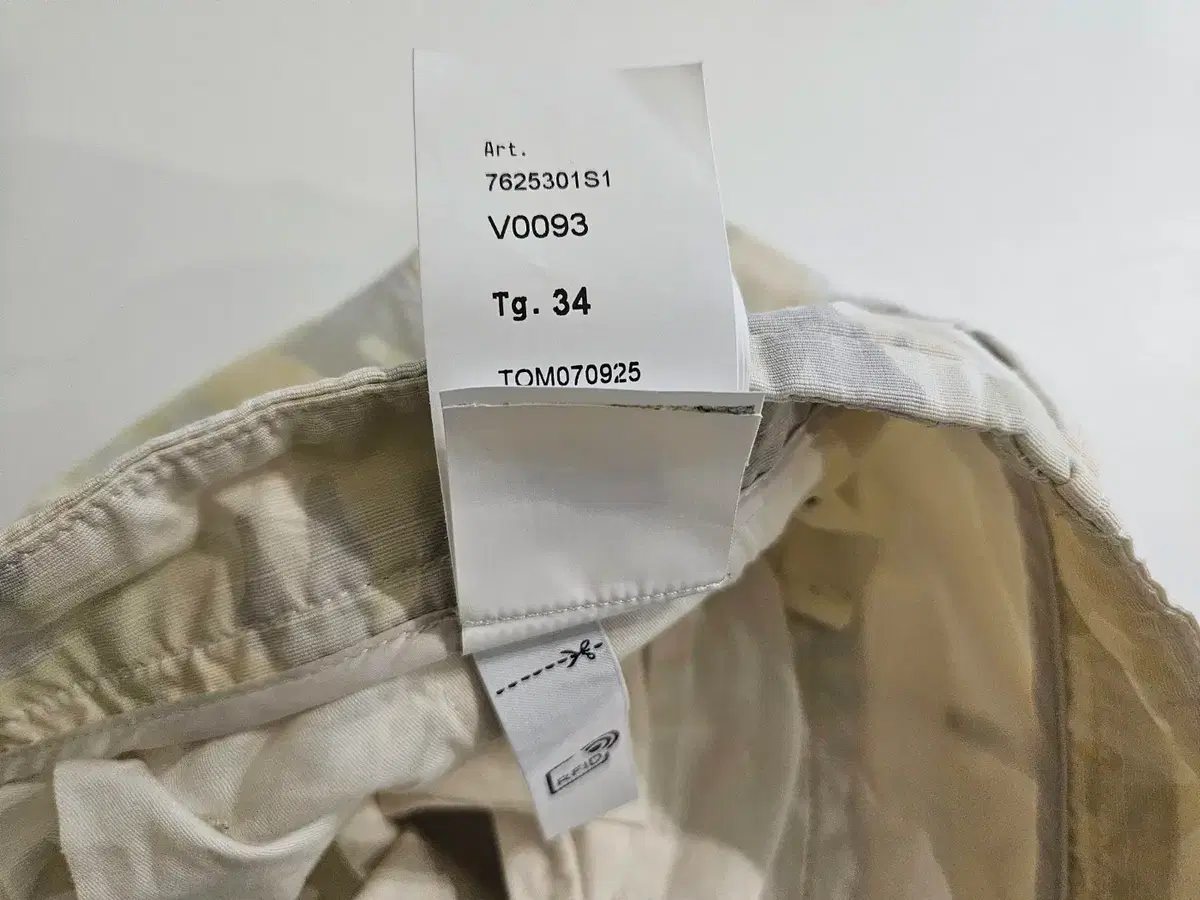 Art.
7625301S1
V0093
Tg. 34
TOM070925
RFID